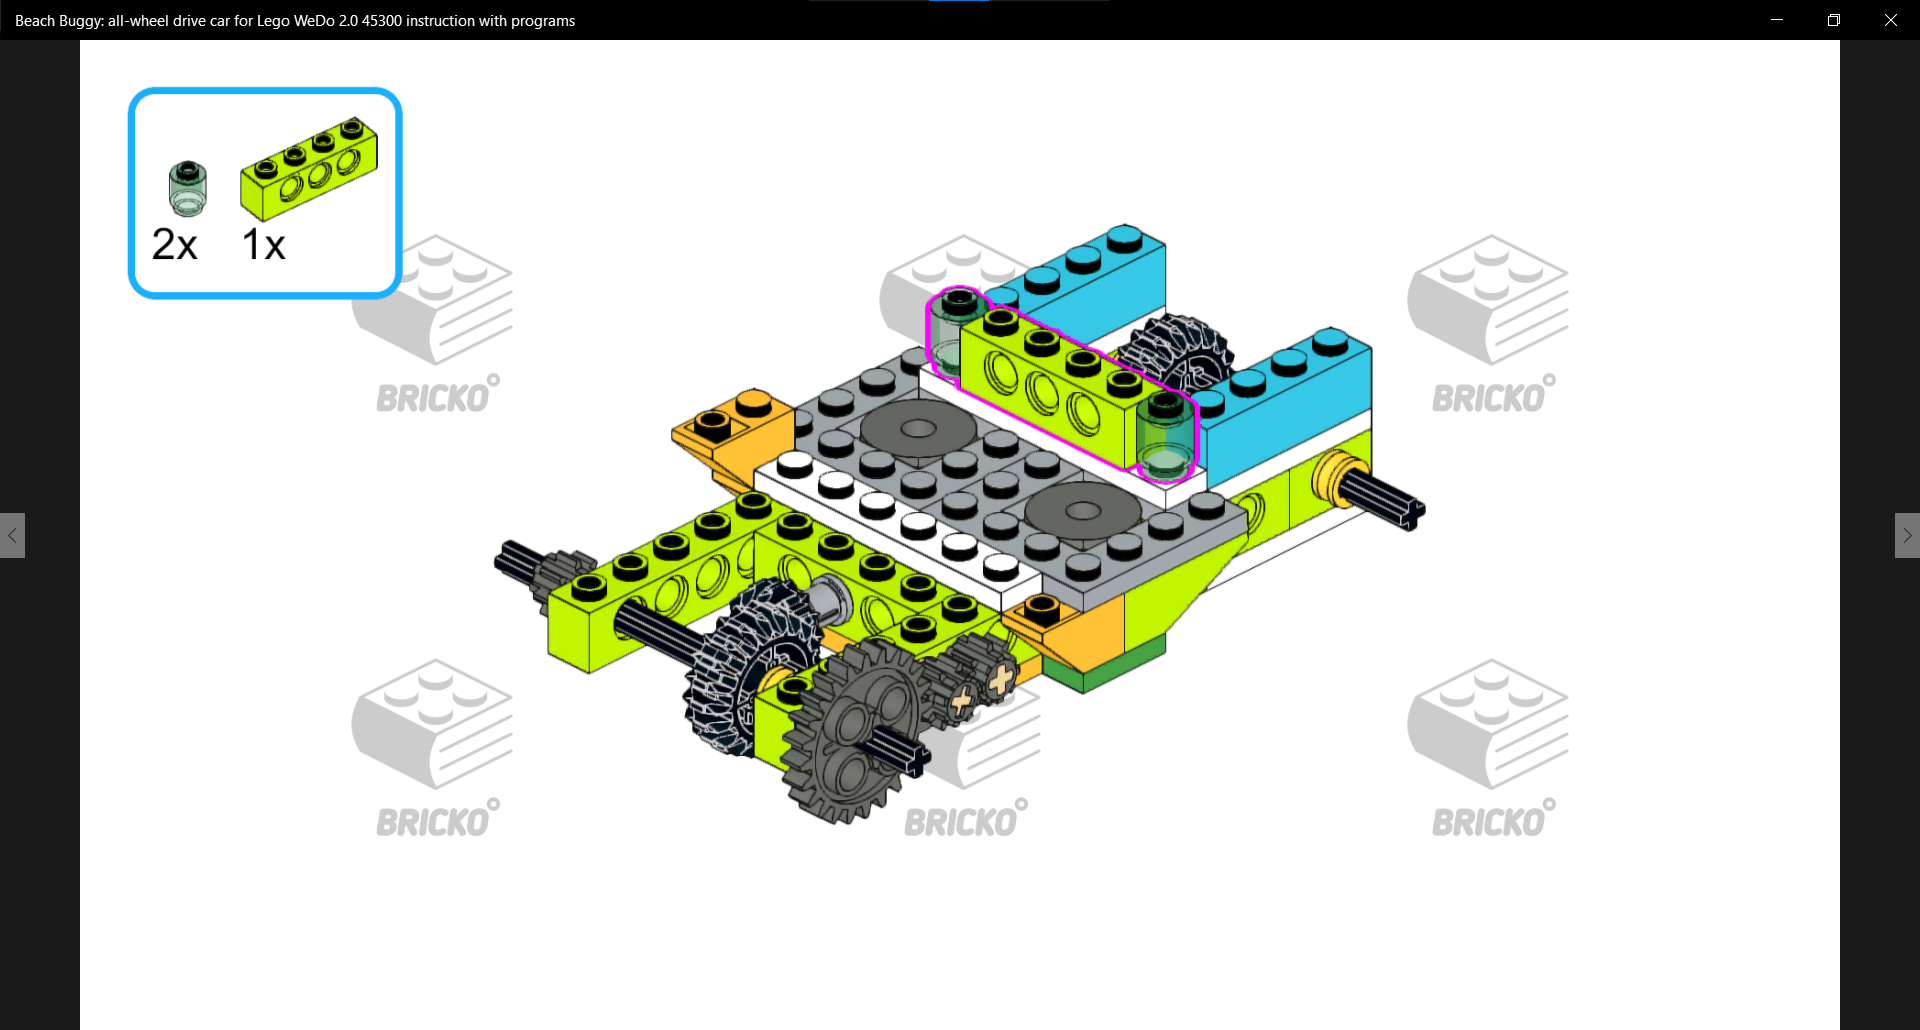 Beach Buggy: all-wheel drive car for Lego WeDo 2.0 45300 instruction with programs
2x 1x
BRICKO
BRICKO
BRICKO
BRICKO
BRICKO